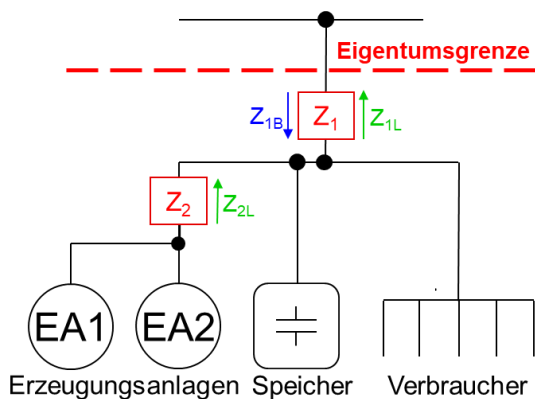 Eigentumsgrenze
Z1B Z1 Z1L
Z2 Z2L
EA1 EA2
Erzeugungsanlagen Speicher Verbraucher